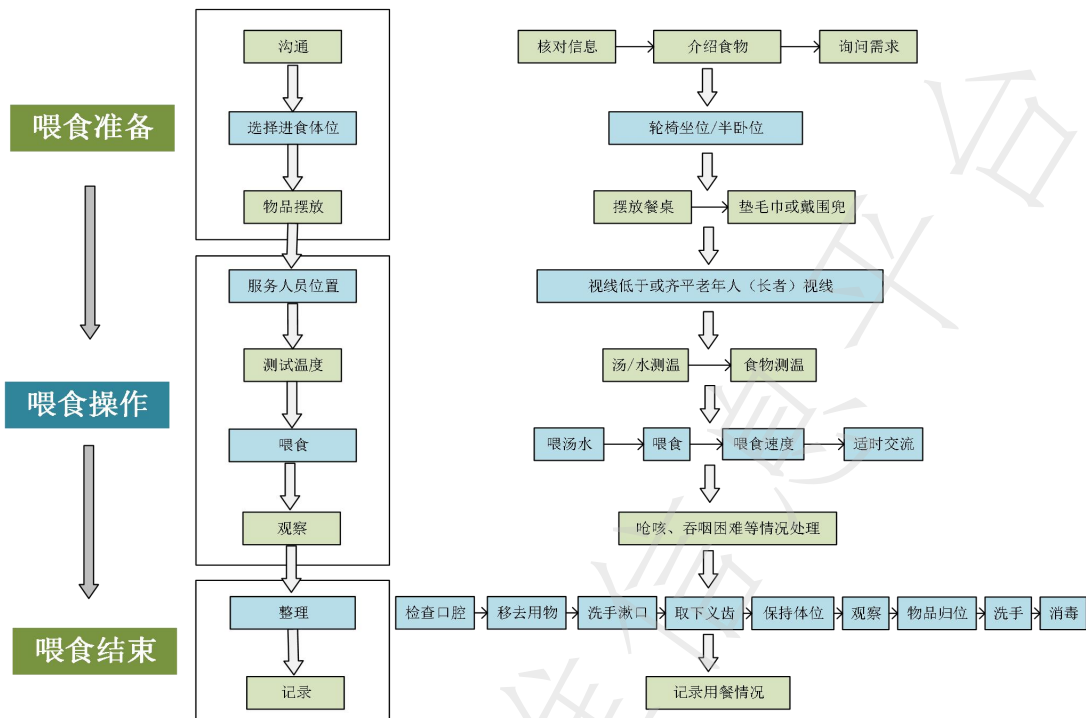 沟通
核对信息
介绍食物
询问需求
喂食准备
选择进食体位
轮椅坐位/半卧位
物品摆放
摆放餐桌
垫毛巾或戴围兜
服务人员位置
视线低于或齐平老年人（长者）视线
测试温度
汤/水测温
食物测温
喂食操作
喂食
喂汤水
喂食
喂食速度
适时交流
观察
呛咳、吞咽困难等情况处理
整理
检查口腔
移去用物
洗手漱口
取下义齿
保持体位
观察
物品归位
洗手
消毒
喂食结束
记录
记录用餐情况
信息平台